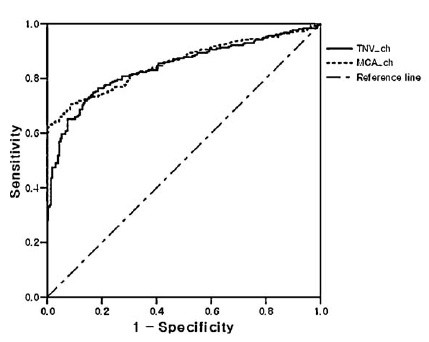 1.0
0.8
0.6
0.4
0.2
0.0
Sensitivity
0.0 0.2 0.4 0.6 0.8 1.0
1 - Specificity
TNV_ch
MCA_ch
Reference line